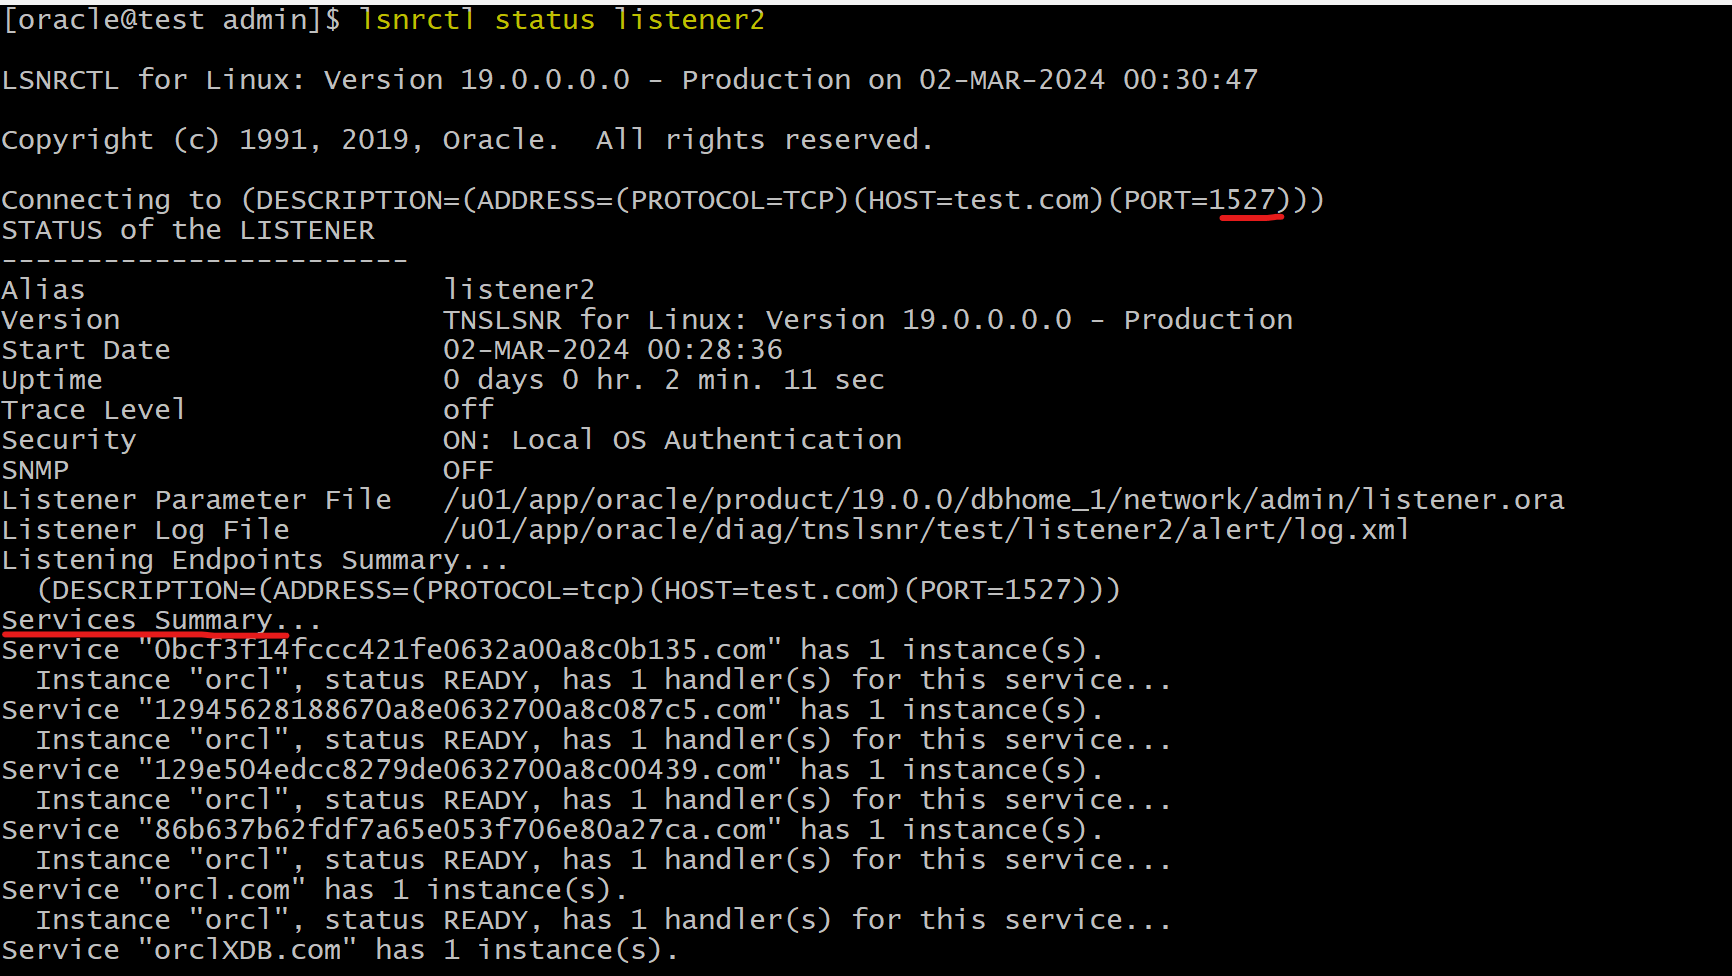 [oracle@test admin]$ lsnrctl status listener2
LSNRCTL for Linux: Version 19.0.0.0.0 - Production on 02-MAR-2024 00:30:47
Copyright (c) 1991, 2019, Oracle.  All rights reserved.
Connecting to (DESCRIPTION=(ADDRESS=(PROTOCOL=TCP)(HOST=test.com)(PORT=1527)))
STATUS of the LISTENER
------------------------
Alias                     listener2
Version                   TNSLSNR for Linux: Version 19.0.0.0.0 - Production
Start Date                02-MAR-2024 00:28:36
Uptime                    0 days 0 hr. 2 min. 11 sec
Trace Level               off
Security                  ON: Local OS Authentication
SNMP                      OFF
Listener Parameter File   /u01/app/oracle/product/19.0.0/dbhome_1/network/admin/listener.ora
Listener Log File         /u01/app/oracle/diag/tnslsnr/test/listener2/alert/log.xml
Listening Endpoints Summary...
  (DESCRIPTION=(ADDRESS=(PROTOCOL=tcp)(HOST=test.com)(PORT=1527)))
Services Summary...
Service "0bcf3f14fccc421fe0632a00a8c0b135.com" has 1 instance(s).
  Instance "orcl", status READY, has 1 handler(s) for this service...
Service "12945628188670a8e0632700a8c087c5.com" has 1 instance(s).
  Instance "orcl", status READY, has 1 handler(s) for this service...
Service "129e504edcc8279de0632700a8c00439.com" has 1 instance(s).
  Instance "orcl", status READY, has 1 handler(s) for this service...
Service "86b637b62fdf7a65e053f706e80a27ca.com" has 1 instance(s).
  Instance "orcl", status READY, has 1 handler(s) for this service...
Service "orcl.com" has 1 instance(s).
  Instance "orcl", status READY, has 1 handler(s) for this service...
Service "orclXDB.com" has 1 instance(s).